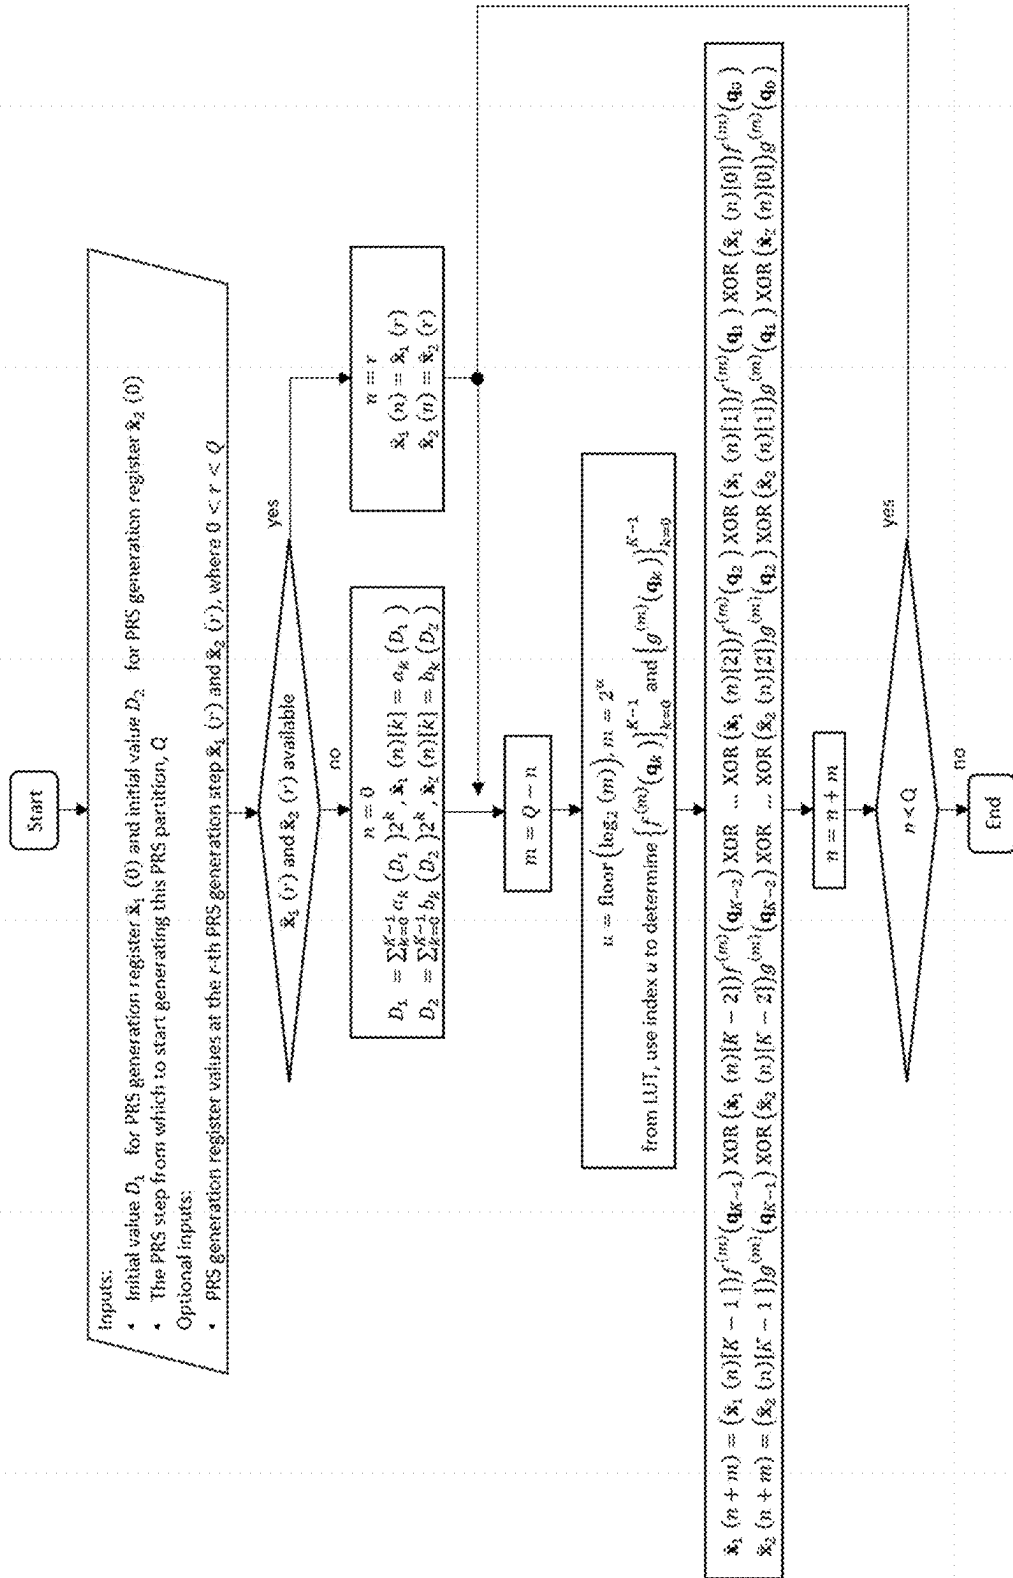 Start
Inputs:
• Initial value D₁ for PRS generation register x̂₁ (0) and initial value D₂ for PRS generation register x̂₂ (0)
• The PRS step from which to start generating this PRS partition, Q
Optional inputs:
• PRS generation register values at the r-th PRS generation step x̂₁ (r) and x̂₂ (r), where 0 < r < Q
x̂₁ (r) and x̂₂ (r) available
yes
no
n = r
x̂₁ (n) = x̂₁ (r)
x̂₂ (n) = x̂₂ (r)
n = 0
D₁ = ∑_{k=0}^{K−1} a_k (D₁)2^k, x̂₁ (n)[k] = a_k (D₁)
D₂ = ∑_{k=0}^{K−1} b_k (D₂)2^k, x̂₂ (n)[k] = b_k (D₂)
m = Q − n
u = floor(log₂ (m)), m = 2^u
from LUT, use index u to determine {f^(m)(q_k)}_{k=0}^{K−1} and {g^(m)(q_k)}_{k=0}^{K−1}
x̂₁ (n + m) = (x̂₁ (n)[K − 1])f^(m)(q_{K−1}) XOR (x̂₁ (n)[K − 2])f^(m)(q_{K−2}) XOR … XOR (x̂₁ (n)[2])f^(m)(q₂) XOR (x̂₁ (n)[1])f^(m)(q₁) XOR (x̂₁ (n)[0])f^(m)(q₀)
x̂₂ (n + m) = (x̂₂ (n)[K − 1])g^(m)(q_{K−1}) XOR (x̂₂ (n)[K − 2])g^(m)(q_{K−2}) XOR … XOR (x̂₂ (n)[2])g^(m)(q₂) XOR (x̂₂ (n)[1])g^(m)(q₁) XOR (x̂₂ (n)[0])g^(m)(q₀)
n = n + m
n < Q
yes
no
End